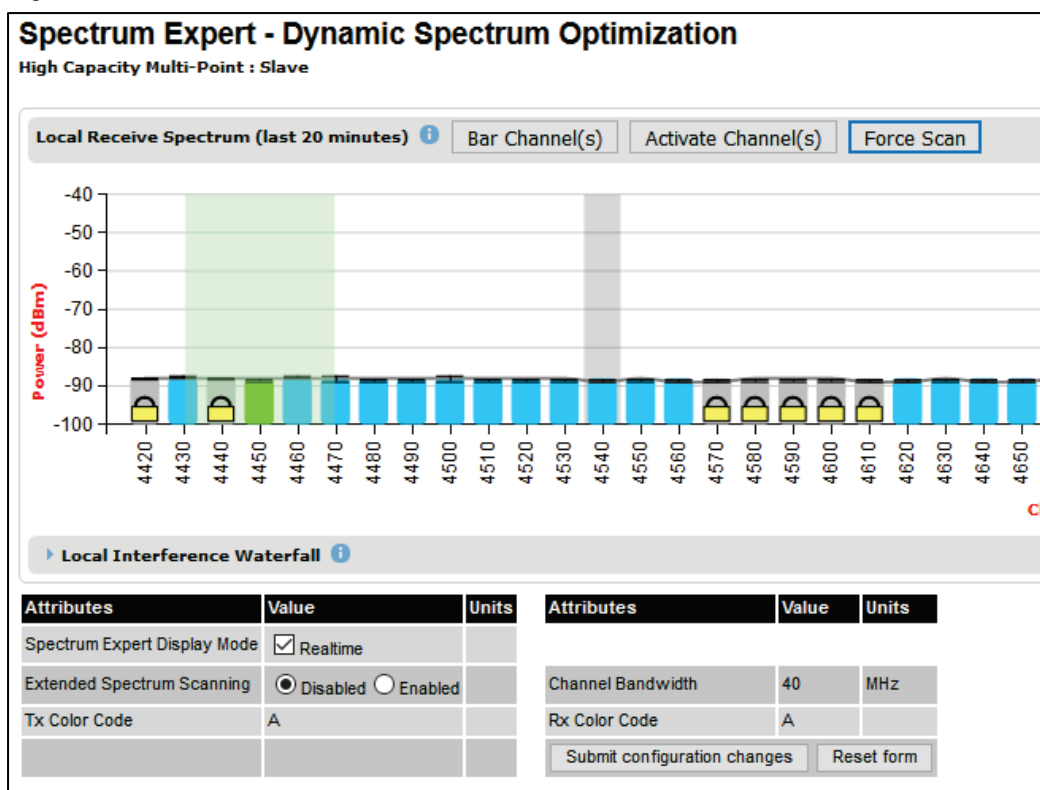 Spectrum Expert - Dynamic Spectrum Optimization
High Capacity Multi-Point : Slave
Local Receive Spectrum (last 20 minutes) i Bar Channel(s) Activate Channel(s) Force Scan
-40
-50
-60
-70
-80
-90
-100
Power (dBm)
4420 4430 4440 4450 4460 4470 4480 4490 4500 4510 4520 4530 4540 4550 4560 4570 4580 4590 4600 4610 4620 4630 4640 4650
Local Interference Waterfall i
Attributes Value Units Attributes Value Units
Spectrum Expert Display Mode Realtime
Extended Spectrum Scanning Disabled Enabled Channel Bandwidth 40 MHz
Tx Color Code A Rx Color Code A
Submit configuration changes Reset form